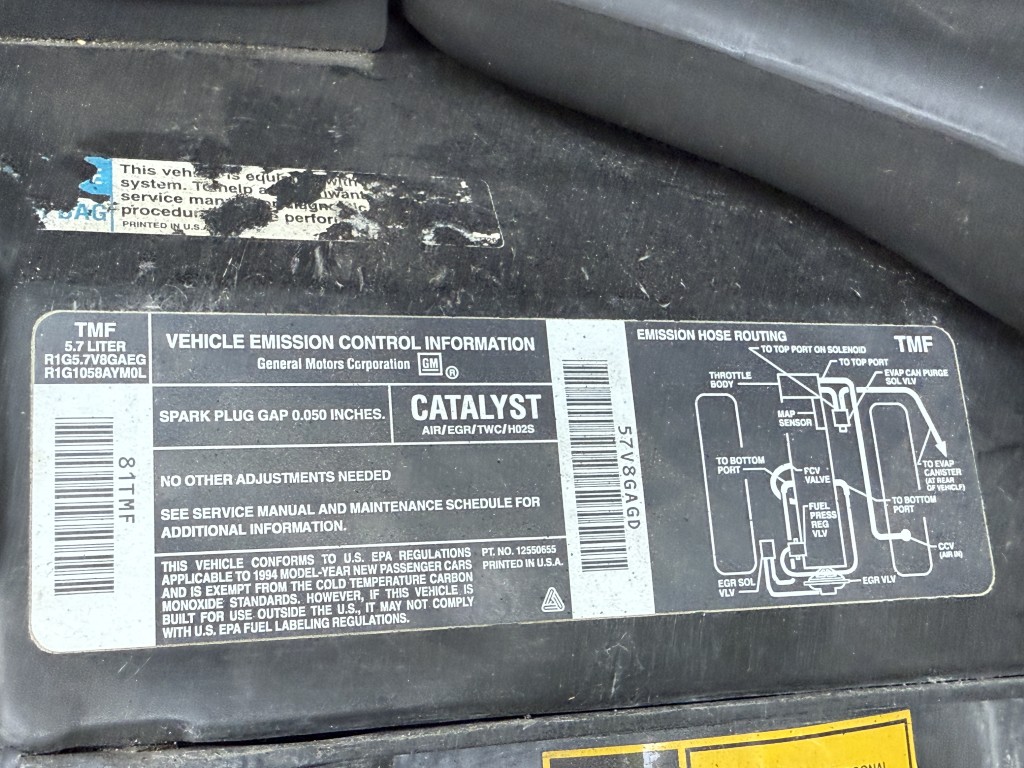 This is equi with
system. To help a
service man
procedur perfor
BAG
PRINTED IN U.S.A
TMF
5.7 LITER
R1G5.7V8GAEG
R1G1058AYM0L
81TMF
VEHICLE EMISSION CONTROL INFORMATION
General Motors Corporation GM ®
SPARK PLUG GAP 0.050 INCHES.
CATALYST
AIR/EGR/TWC/H02S
NO OTHER ADJUSTMENTS NEEDED
SEE SERVICE MANUAL AND MAINTENANCE SCHEDULE FOR
ADDITIONAL INFORMATION.
THIS VEHICLE CONFORMS TO U.S. EPA REGULATIONS
APPLICABLE TO 1994 MODEL-YEAR NEW PASSENGER CARS
AND IS EXEMPT FROM THE COLD TEMPERATURE CARBON
MONOXIDE STANDARDS. HOWEVER, IF THIS VEHICLE IS
BUILT FOR USE OUTSIDE THE U.S., IT MAY NOT COMPLY
WITH U.S. EPA FUEL LABELING REGULATIONS.
PT. NO. 12550655
PRINTED IN U.S.A.
57V8GAGD
EMISSION HOSE ROUTING
TMF
TO TOP PORT ON SOLENOID
TO TOP PORT
THROTTLE
BODY
EVAP CAN PURGE
SOL VLV
MAP
SENSOR
TO BOTTOM
PORT
PCV
VALVE
TO EVAP
CANISTER
(AT REAR
OF VEHICLE)
FUEL
PRESS
REG
VLV
TO BOTTOM
PORT
CCV
(AIR IN)
EGR SOL
VLV
EGR VLV